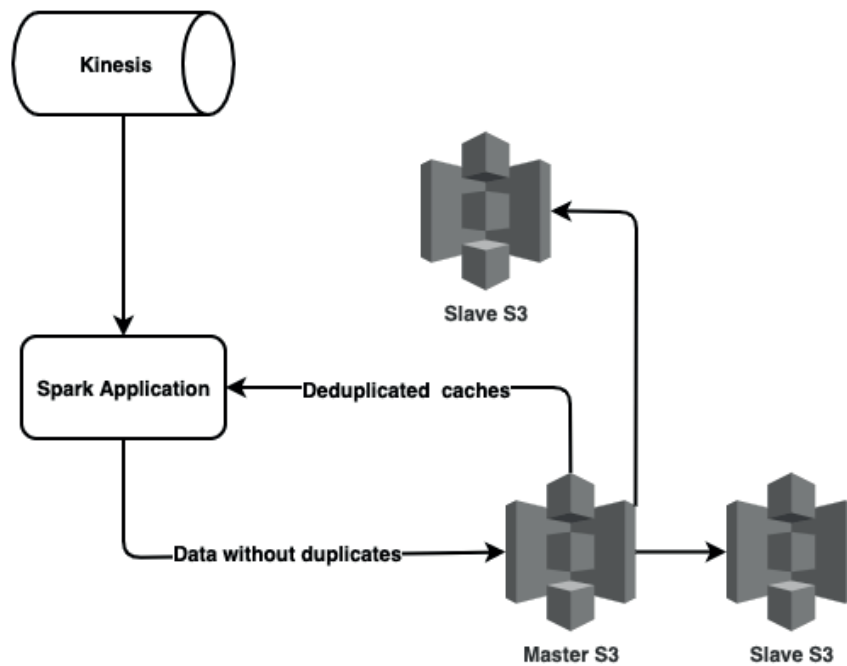 Kinesis
Slave S3
Spark Application
Deduplicated caches
Data without duplicates
Master S3
Slave S3